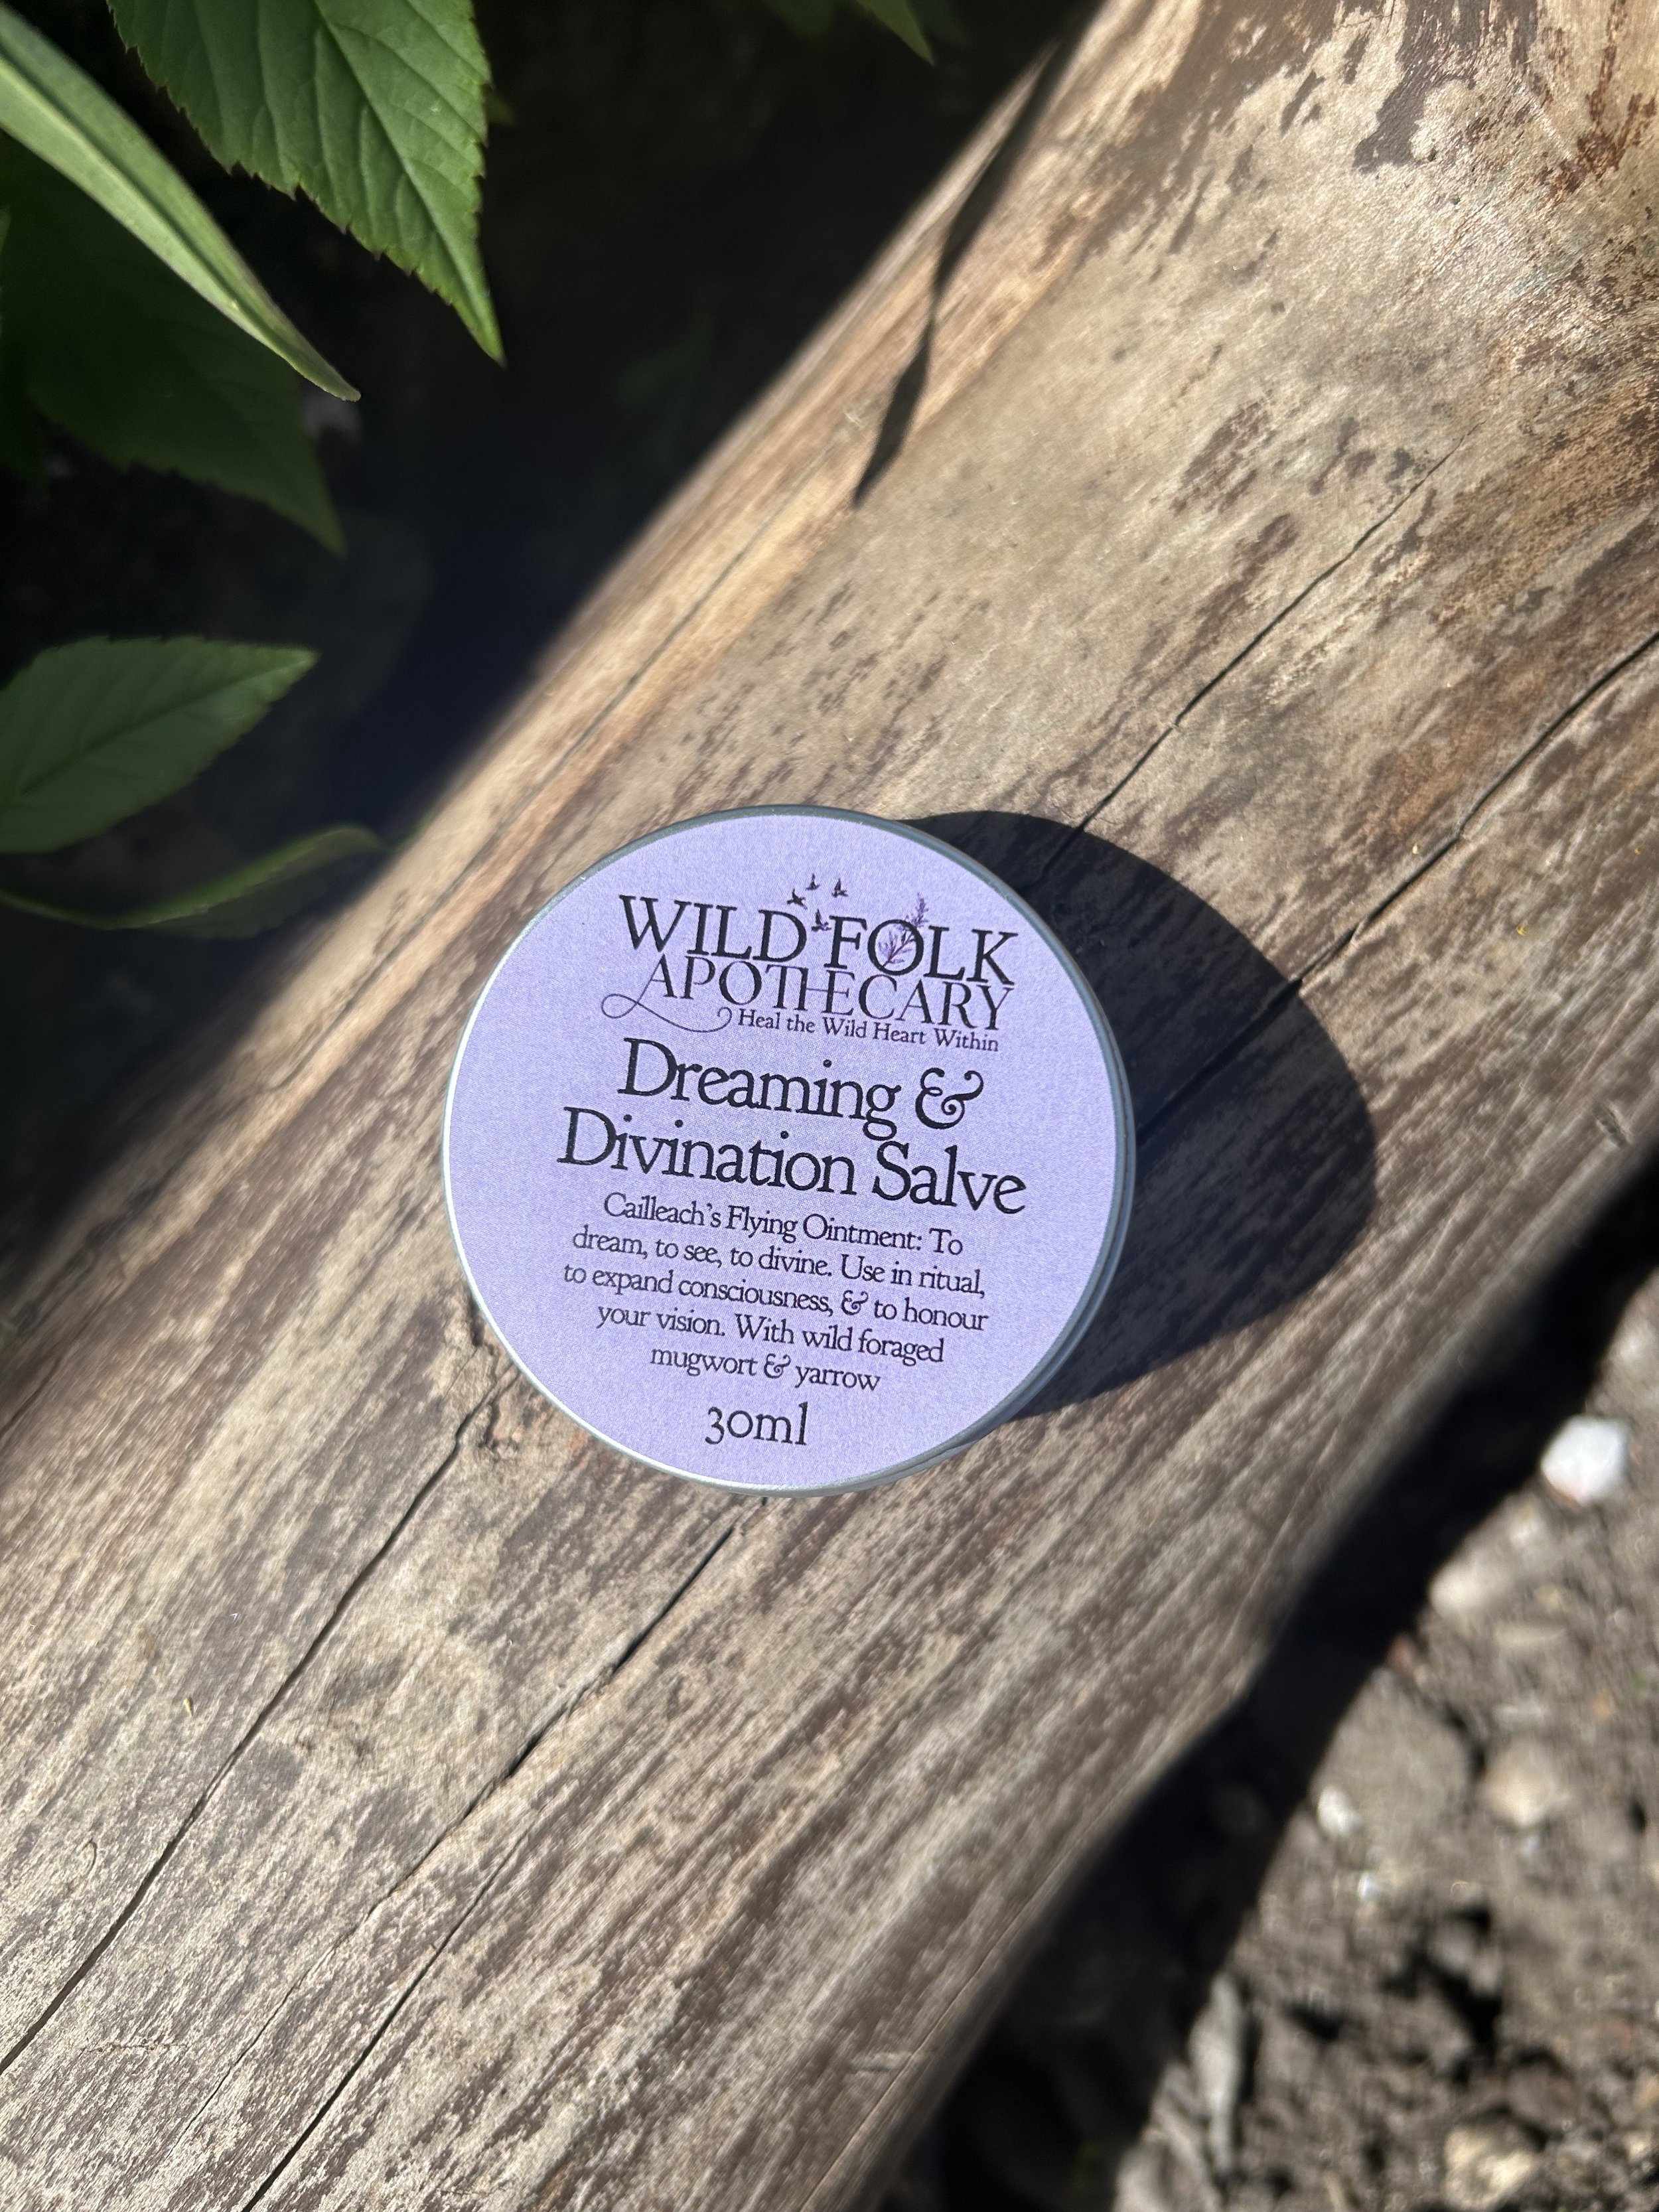 WILD FOLK
APOTHECARY
Heal the Wild Heart Within
Dreaming &
Divination Salve
Cailleach's Flying Ointment: To
dream, to see, to divine. Use in ritual,
to expand consciousness, & to honour
your vision. With wild foraged
mugwort & yarrow
30ml